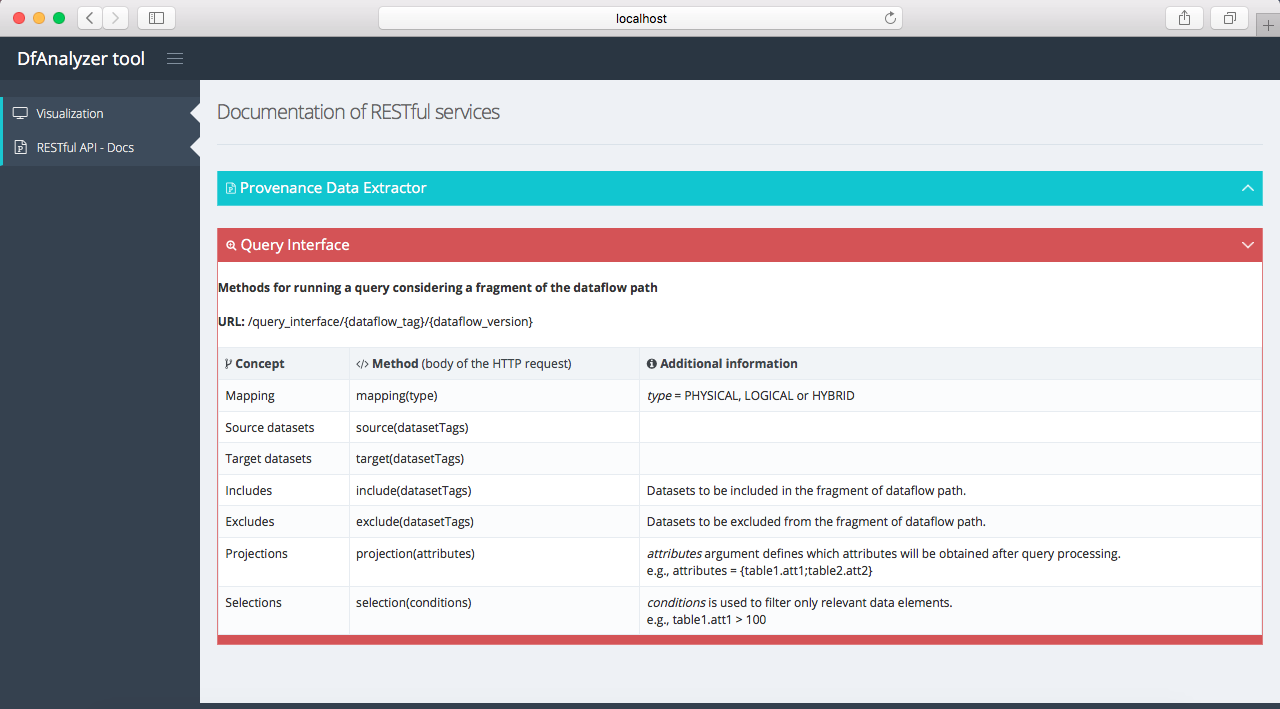 localhost
DfAnalyzer tool
Visualization
RESTful API - Docs
Documentation of RESTful services
Provenance Data Extractor
Query Interface
Methods for running a query considering a fragment of the dataflow path
URL: /query_interface/{dataflow_tag}/{dataflow_version}
Concept </> Method (body of the HTTP request) Additional information
Mapping mapping(type) type = PHYSICAL, LOGICAL or HYBRID
Source datasets source(datasetTags)
Target datasets target(datasetTags)
Includes include(datasetTags) Datasets to be included in the fragment of dataflow path.
Excludes exclude(datasetTags) Datasets to be excluded from the fragment of dataflow path.
Projections projection(attributes) attributes argument defines which attributes will be obtained after query processing.
e.g., attributes = {table1.att1;table2.att2}
Selections selection(conditions) conditions is used to filter only relevant data elements.
e.g., table1.att1 > 100